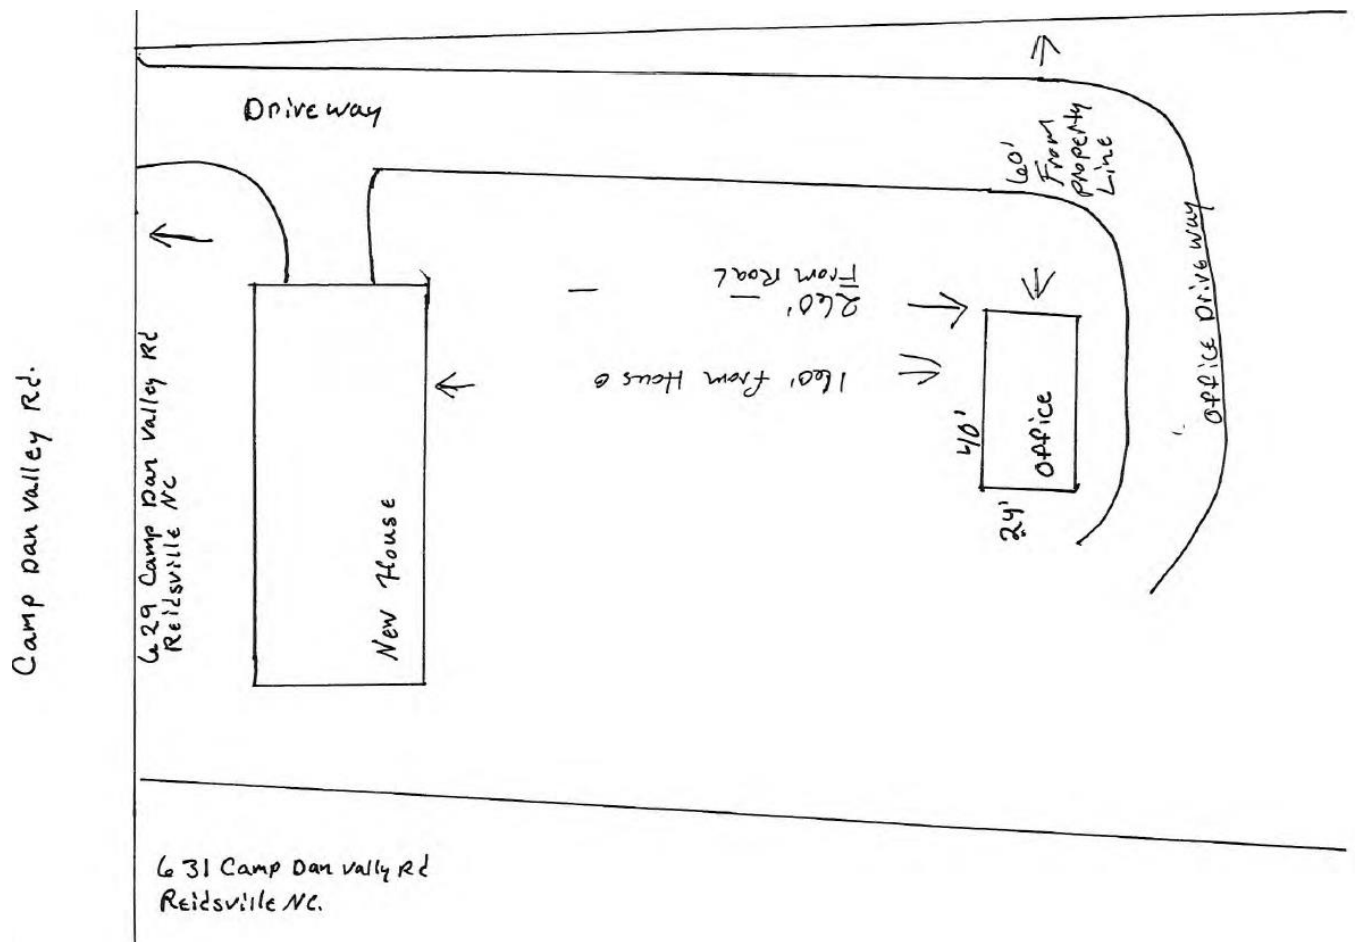 Driveway
60'
From
Property
Line
Office Driveway
260'
From Road
160' From House
40'
Office
24'
New House
Camp Dan Valley Rd.
629 Camp Dan Valley Rd
Reidsville NC
631 Camp Dan Vally Rd
Reidsville NC.